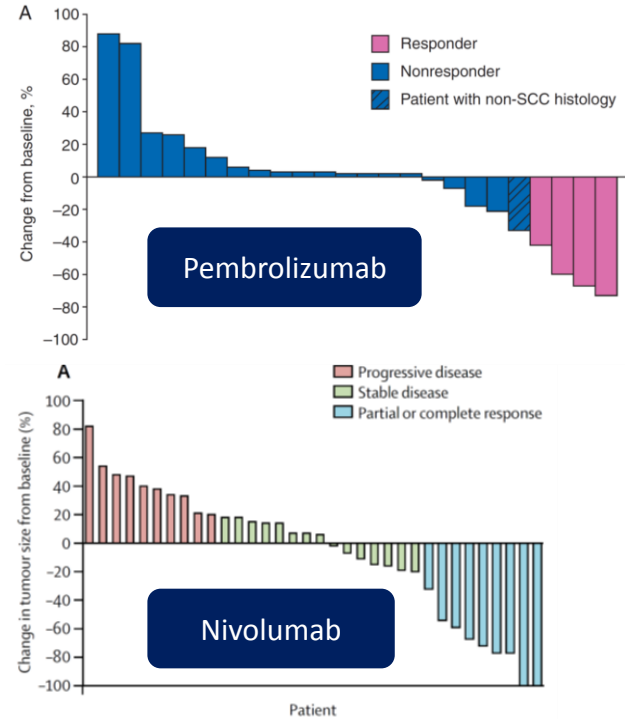 A
Change from baseline, %
100
80
60
40
20
0
−20
−40
−60
−80
−100
Responder
Nonresponder
Patient with non-SCC histology
Pembrolizumab
A
Change in tumour size from baseline (%)
100
80
60
40
20
0
-20
-40
-60
-80
-100
Progressive disease
Stable disease
Partial or complete response
Nivolumab
Patient